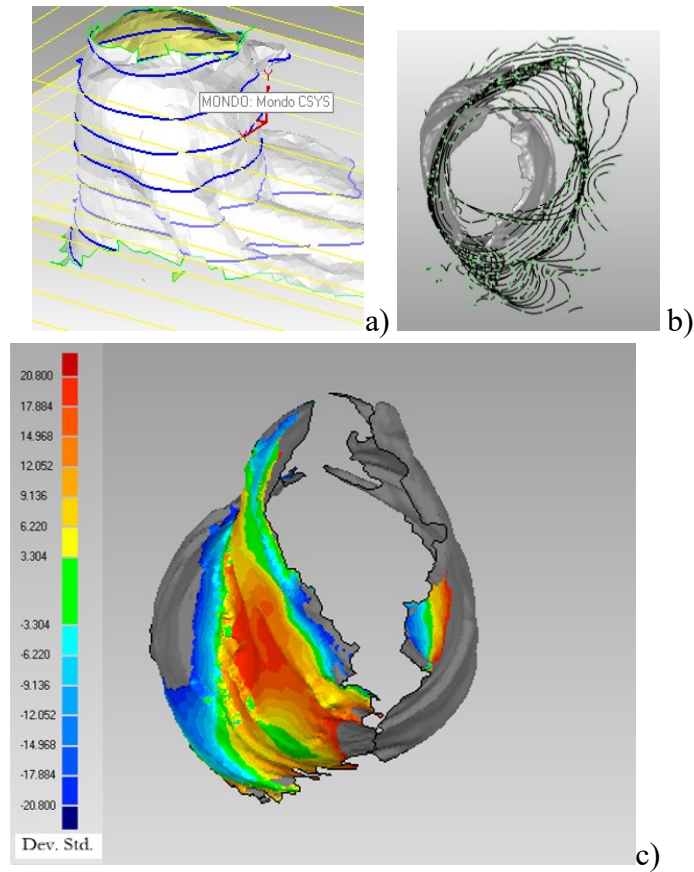 Y
MONDO: Mondo CSYS
a)
b)
20.800
17.884
14.968
12.052
9.136
6.220
3.304
-3.304
-6.220
-9.136
-12.052
-14.968
-17.884
-20.800
Dev. Std.
c)